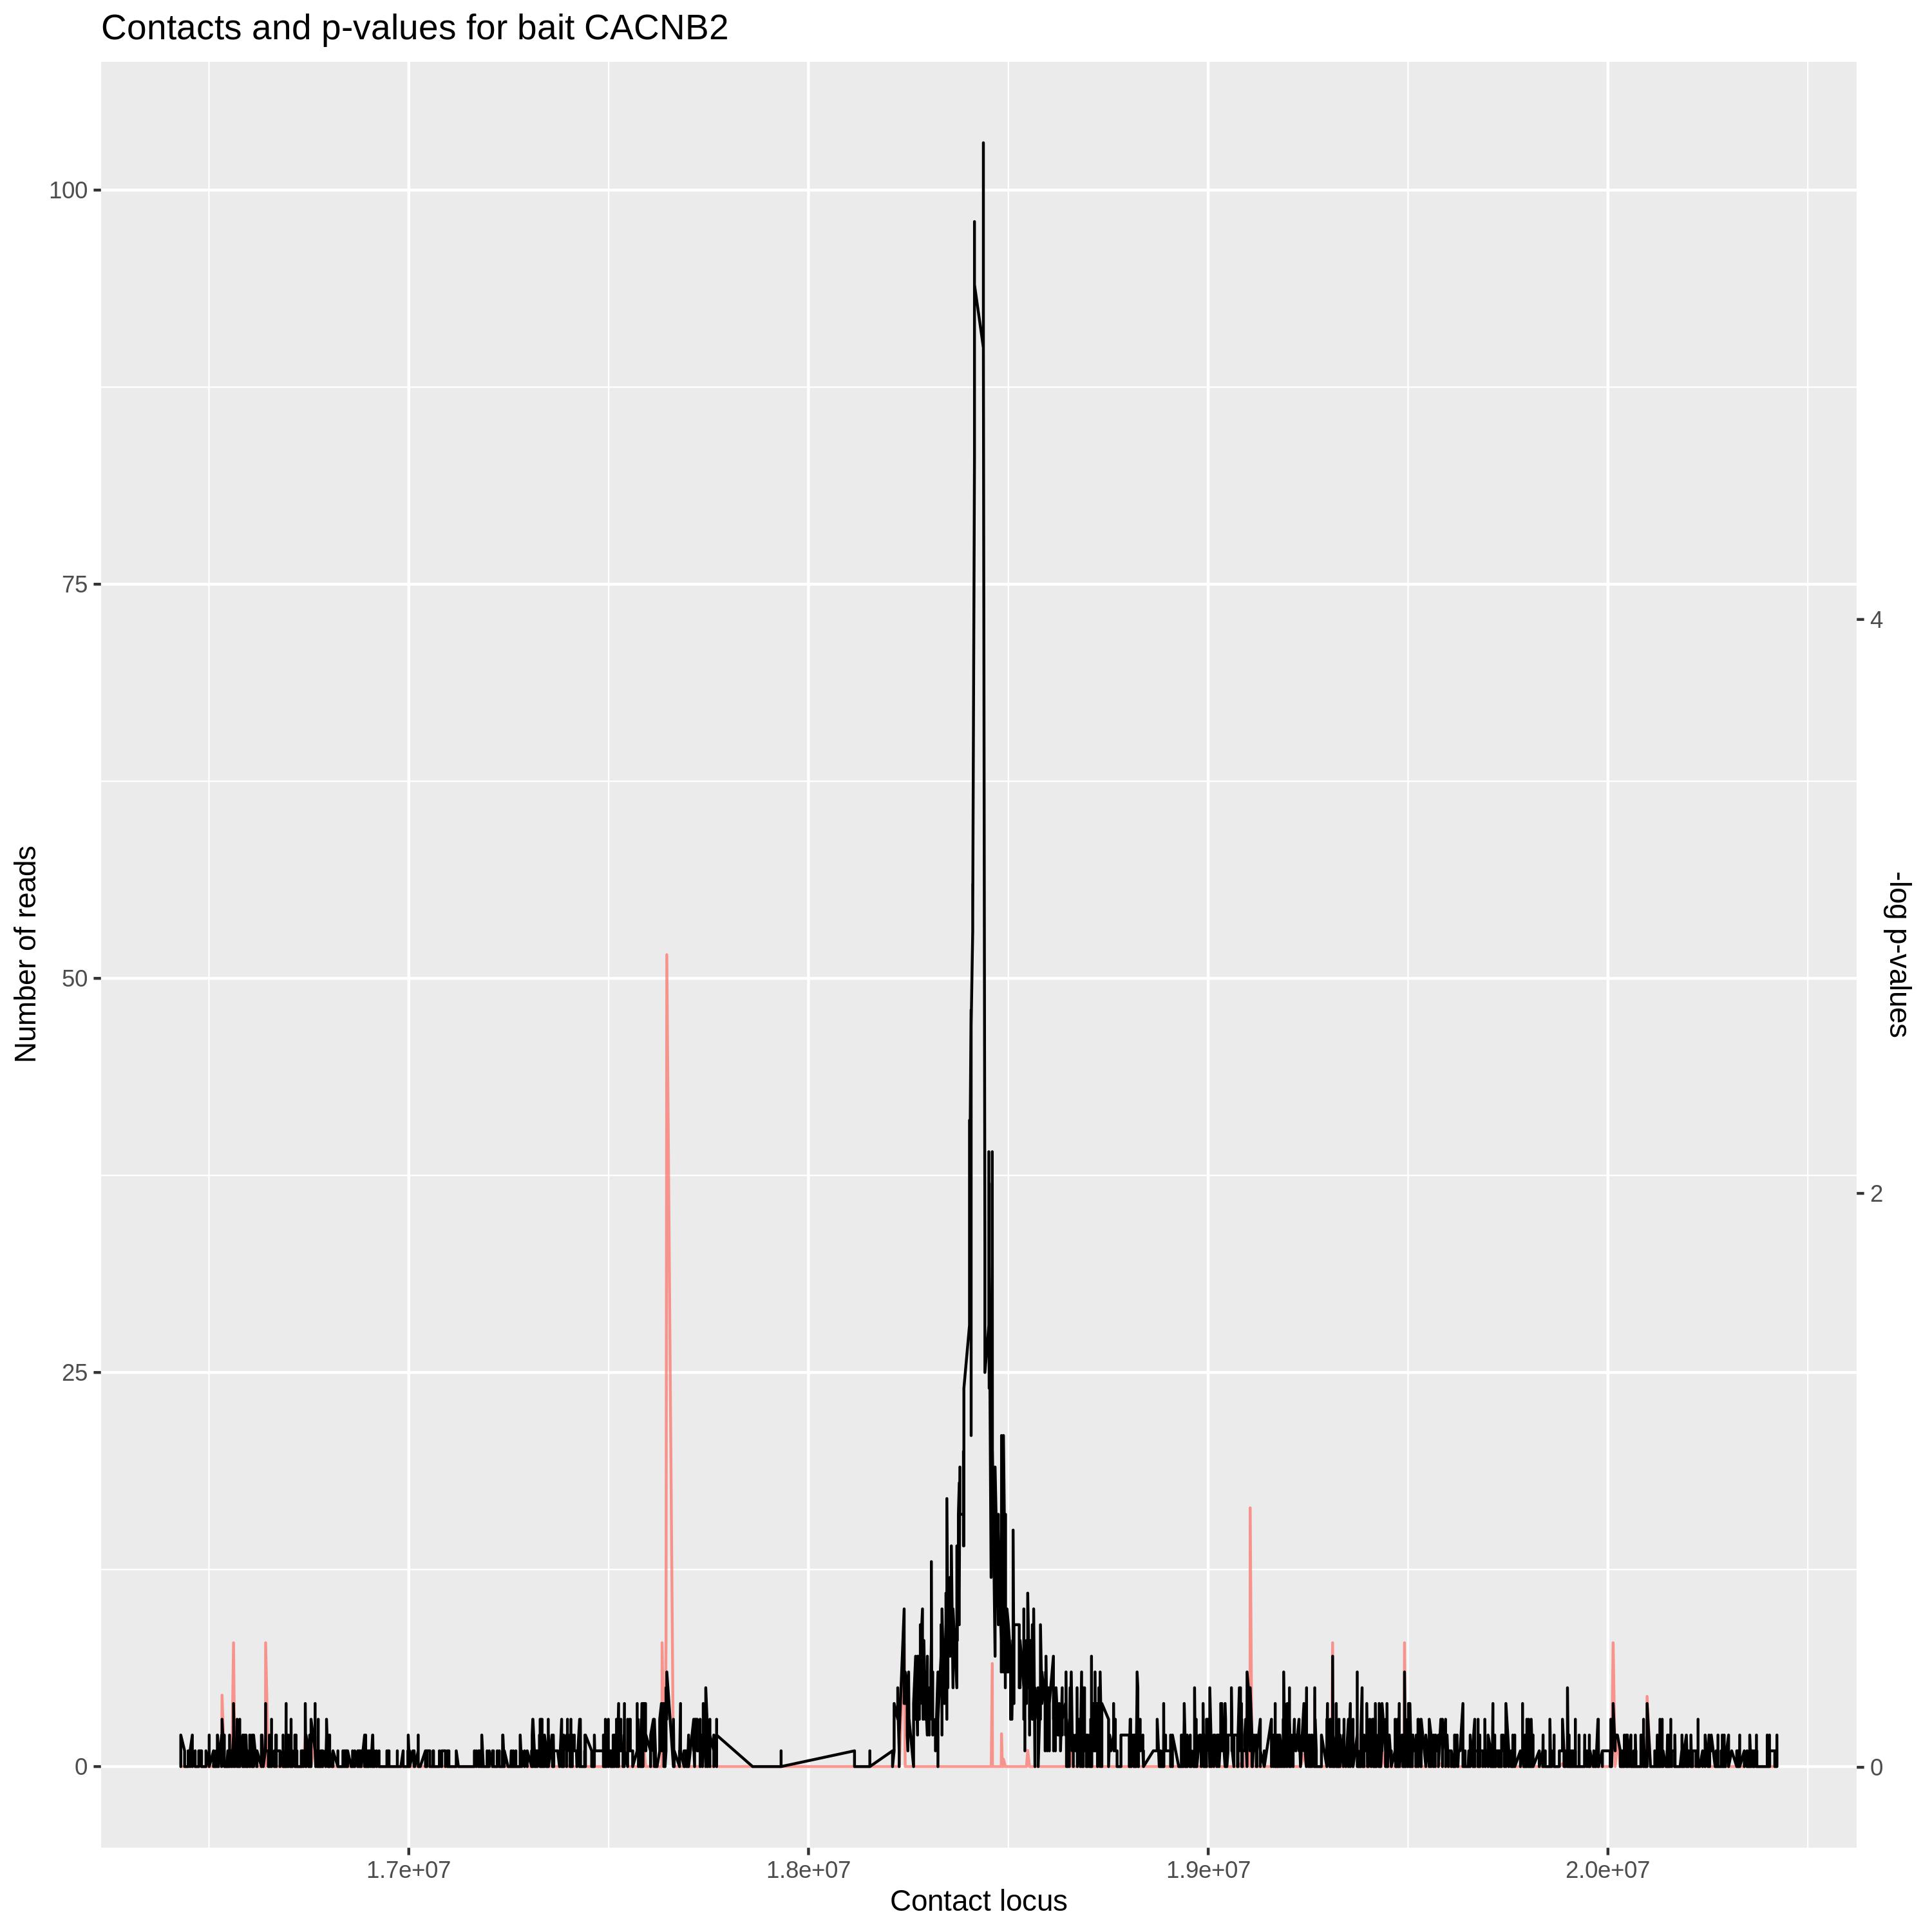 Contacts and p-values for bait CACNB2
100
75
50
25
0
Number of reads
4
2
0
-log p-values
1.7e+07 1.8e+07 1.9e+07 2.0e+07
Contact locus